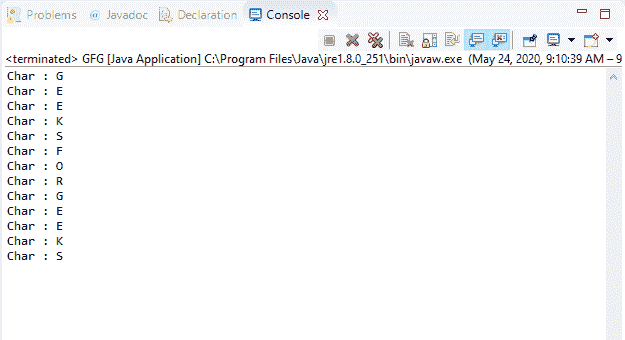 Problems @ Javadoc Declaration Console
<terminated> GFG [Java Application] C:\Program Files\Java\jre1.8.0_251\bin\javaw.exe (May 24, 2020, 9:10:39 AM – 9
Char : G
Char : E
Char : E
Char : K
Char : S
Char : F
Char : O
Char : R
Char : G
Char : E
Char : E
Char : K
Char : S